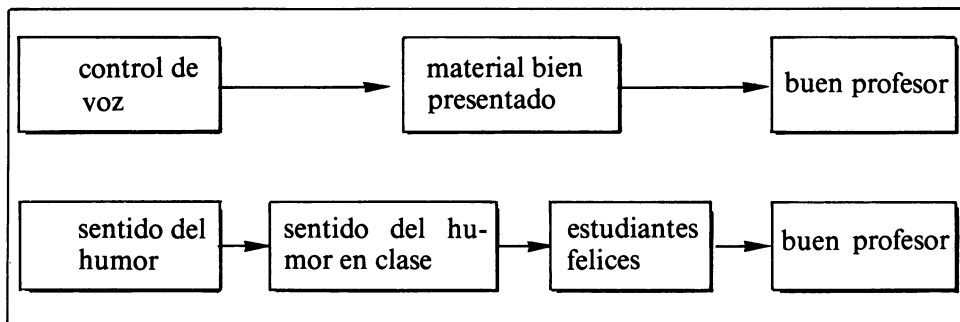 control de
voz
material bien
presentado
buen profesor
sentido del
humor
sentido del hu-
mor en clase
estudiantes
felices
buen profesor